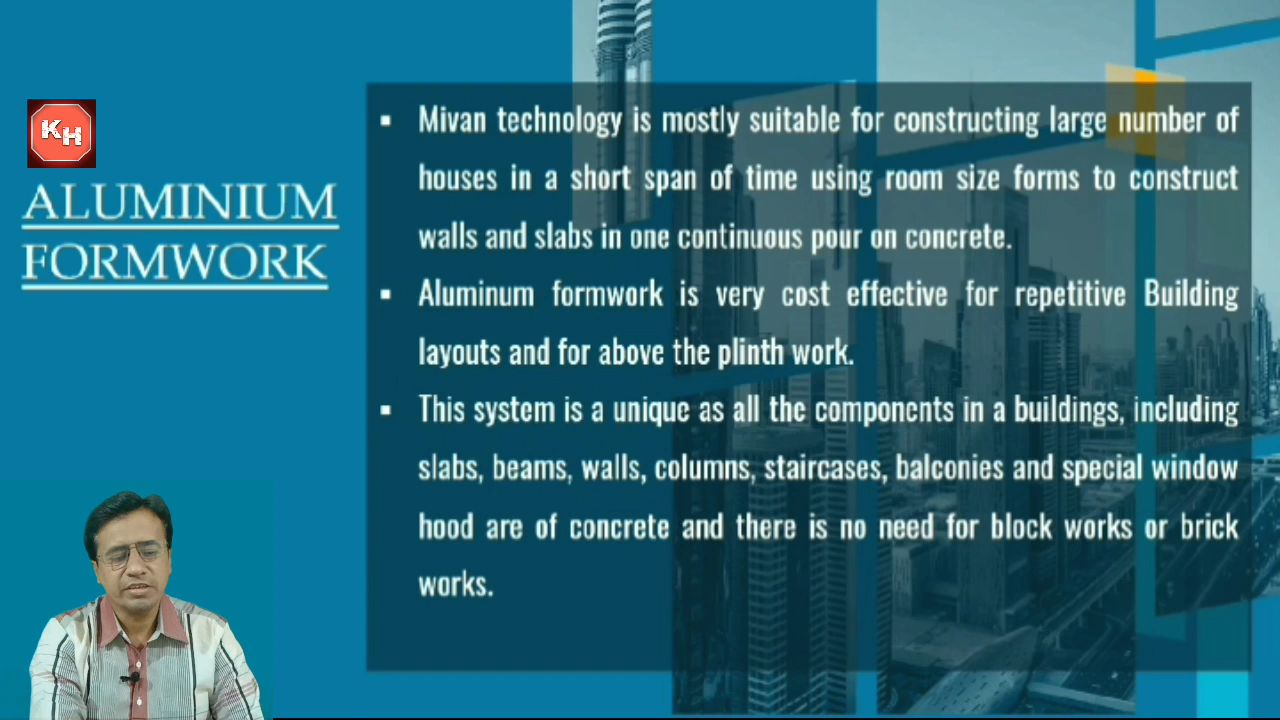 KH
ALUMINIUM
FORMWORK
▪ Mivan technology is mostly suitable for constructing large number of
houses in a short span of time using room size forms to construct
walls and slabs in one continuous pour on concrete.
▪ Aluminum formwork is very cost effective for repetitive Building
layouts and for above the plinth work.
▪ This system is a unique as all the components in a buildings, including
slabs, beams, walls, columns, staircases, balconies and special window
hood are of concrete and there is no need for block works or brick
works.